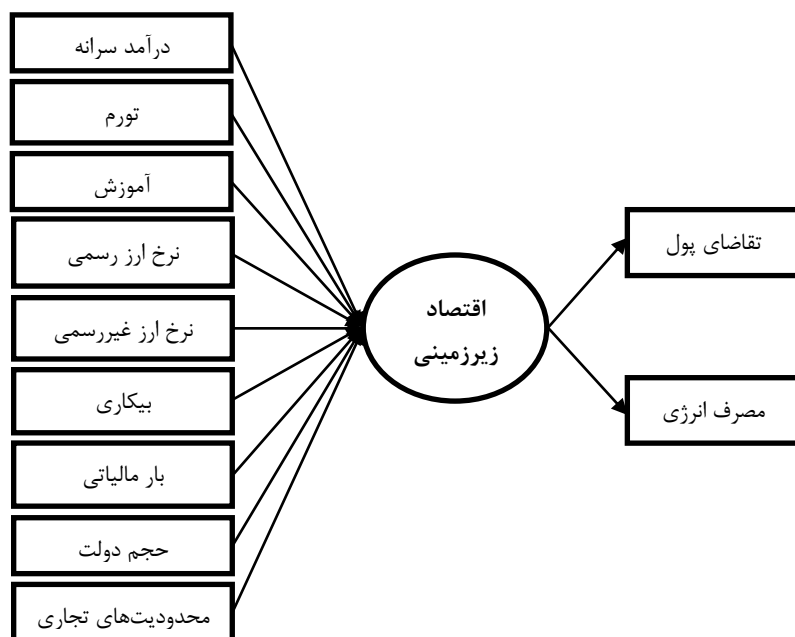 درآمد سرانه
تورم
آموزش
نرخ ارز رسمی
نرخ ارز غیررسمی
بیکاری
بار مالیاتی
حجم دولت
محدودیت‌های تجاری
اقتصاد
زیرزمینی
تقاضای پول
مصرف انرژی